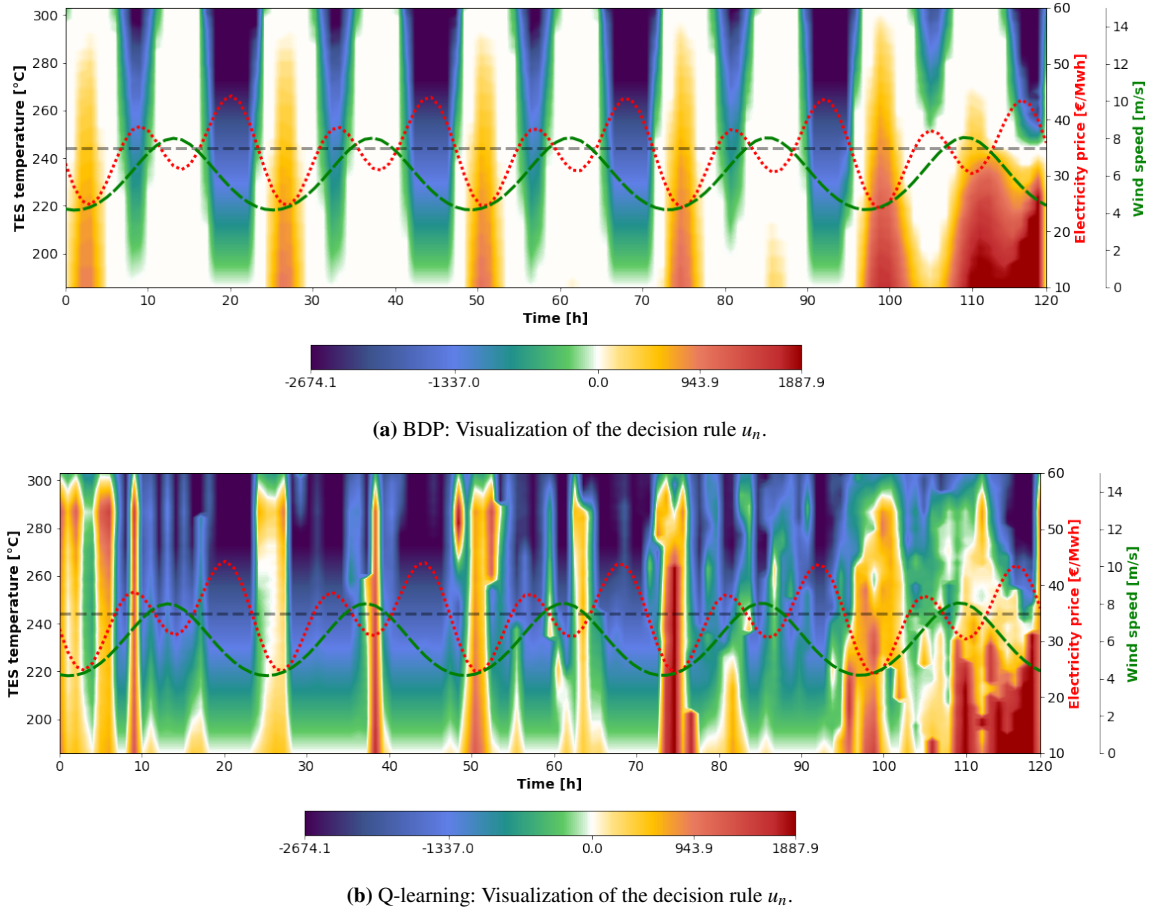 300
280
260
240
220
200
TES temperature [°C]
0 10 20 30 40 50 60 70 80 90 100 110 120
Time [h]
60
50
40
30
20
10
Electricity price [€/Mwh]
14
12
10
8
6
4
2
0
Wind speed [m/s]
-2674.1 -1337.0 0.0 943.9 1887.9
(a) BDP: Visualization of the decision rule uₙ.
300
280
260
240
220
200
TES temperature [°C]
0 10 20 30 40 50 60 70 80 90 100 110 120
Time [h]
60
50
40
30
20
10
Electricity price [€/Mwh]
14
12
10
8
6
4
2
0
Wind speed [m/s]
-2674.1 -1337.0 0.0 943.9 1887.9
(b) Q-learning: Visualization of the decision rule uₙ.